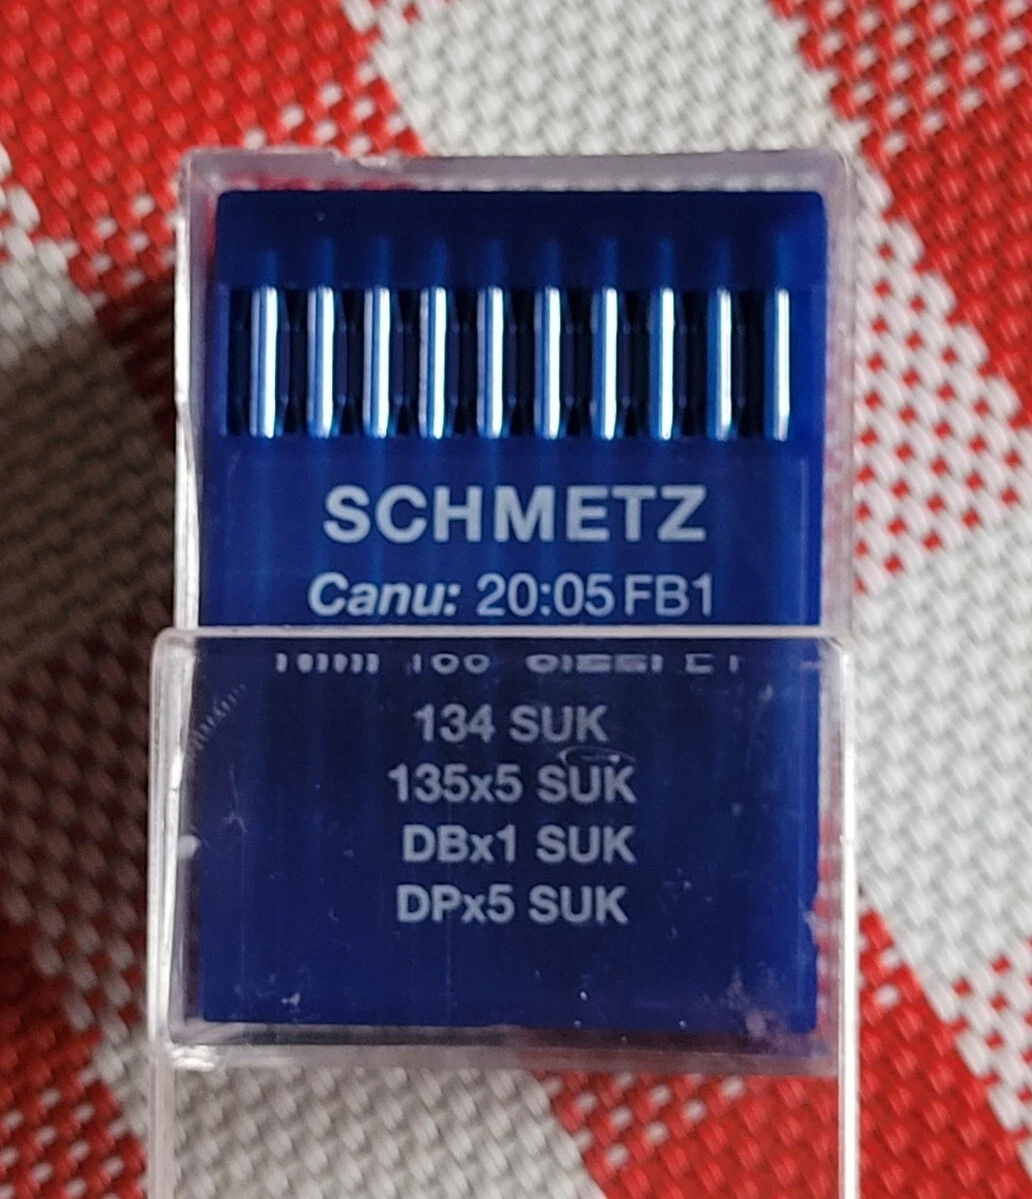 SCHMETZ
Canu: 20:05 FB1
134 SUK
135x5 SUK
DBx1 SUK
DPx5 SUK